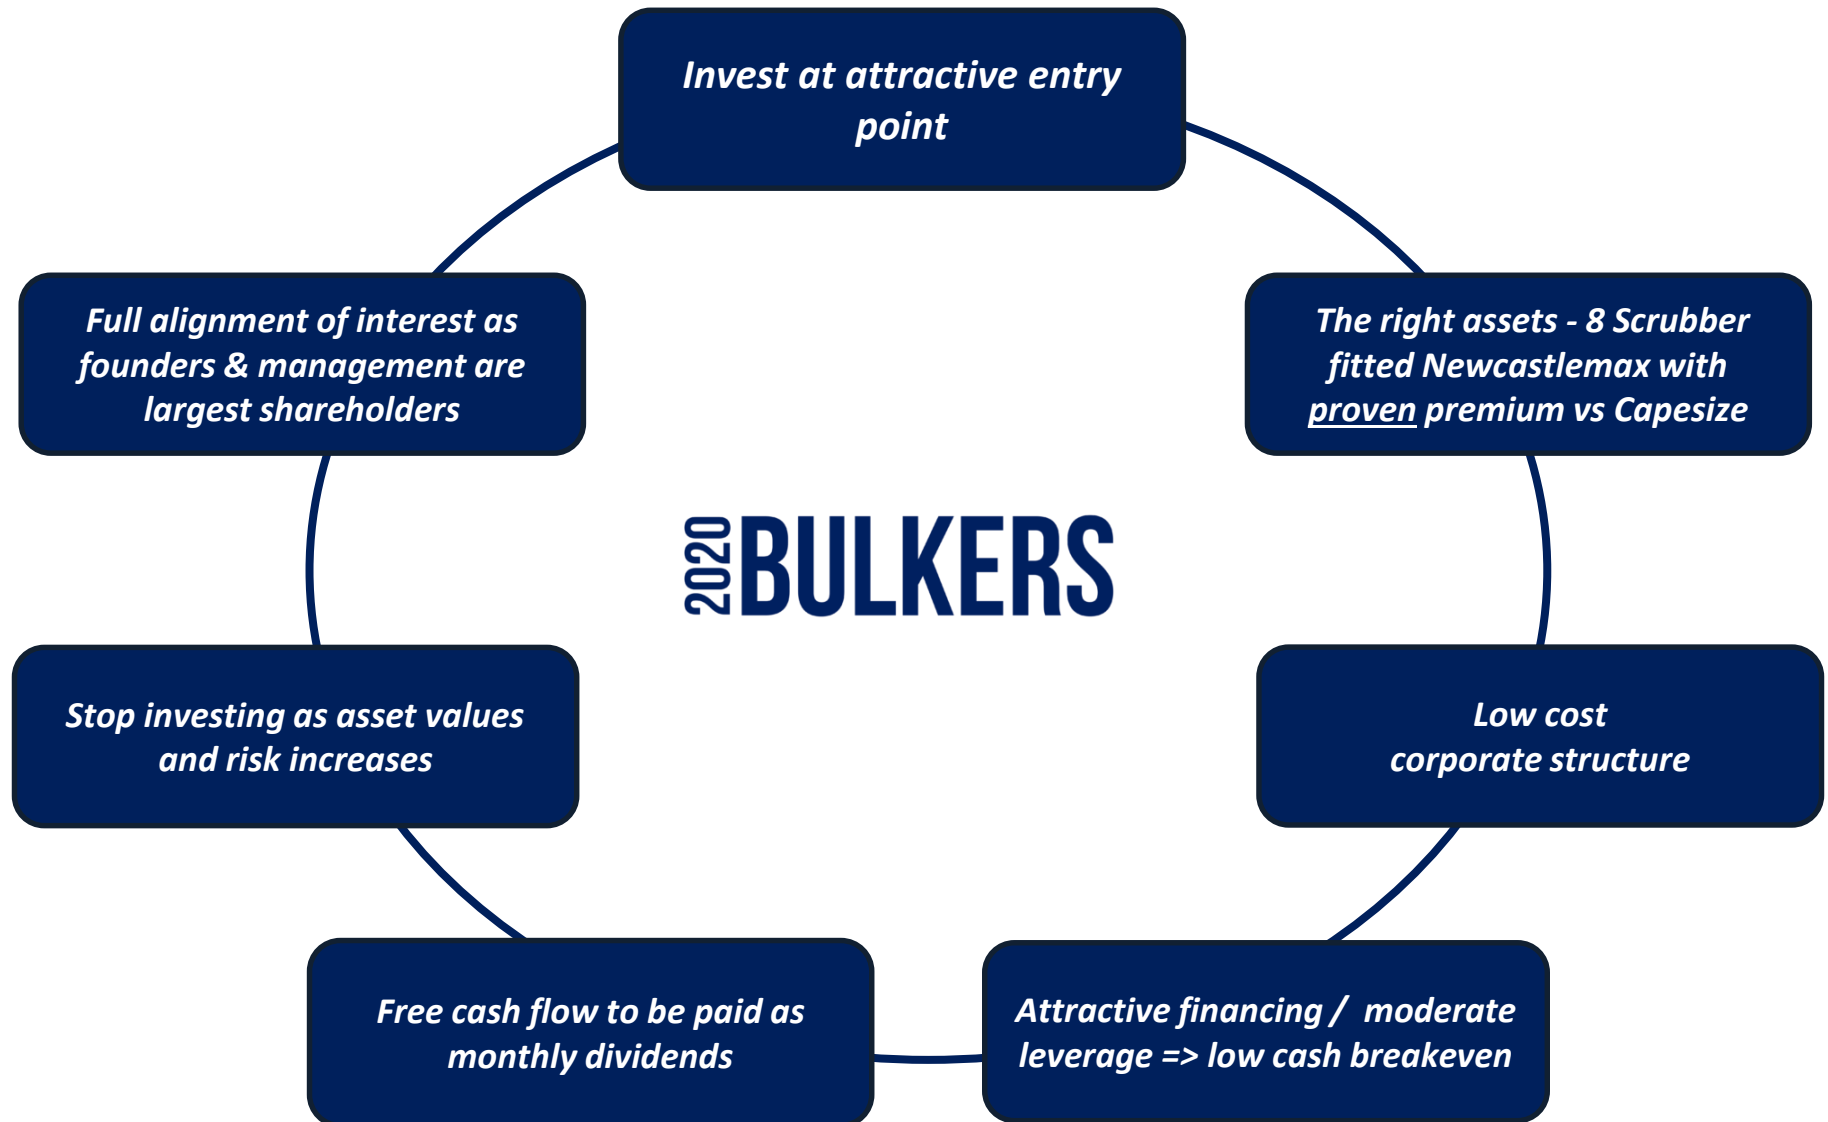 Invest at attractive entry
point
The right assets - 8 Scrubber
fitted Newcastlemax with
proven premium vs Capesize
Low cost
corporate structure
Attractive financing / moderate
leverage => low cash breakeven
Free cash flow to be paid as
monthly dividends
Stop investing as asset values
and risk increases
Full alignment of interest as
founders & management are
largest shareholders
2020 BULKERS